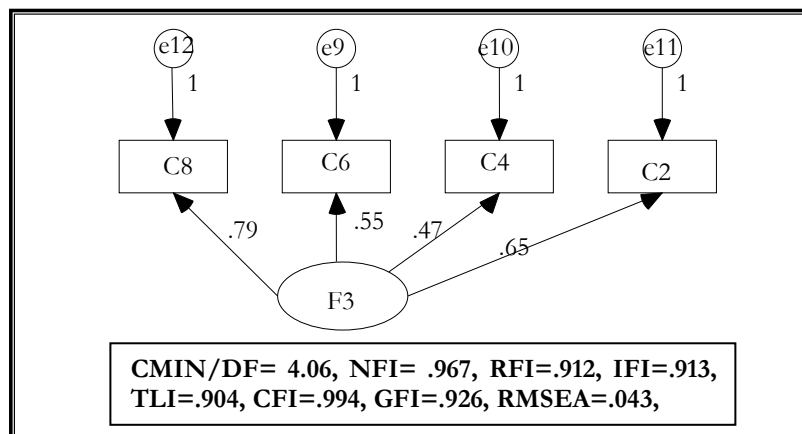 e12 e9 e10 e11
1 1 1 1
C8 C6 C4 C2
.79 .55 .47 .65
F3
CMIN/DF= 4.06, NFI= .967, RFI=.912, IFI=.913,
TLI=.904, CFI=.994, GFI=.926, RMSEA=.043,